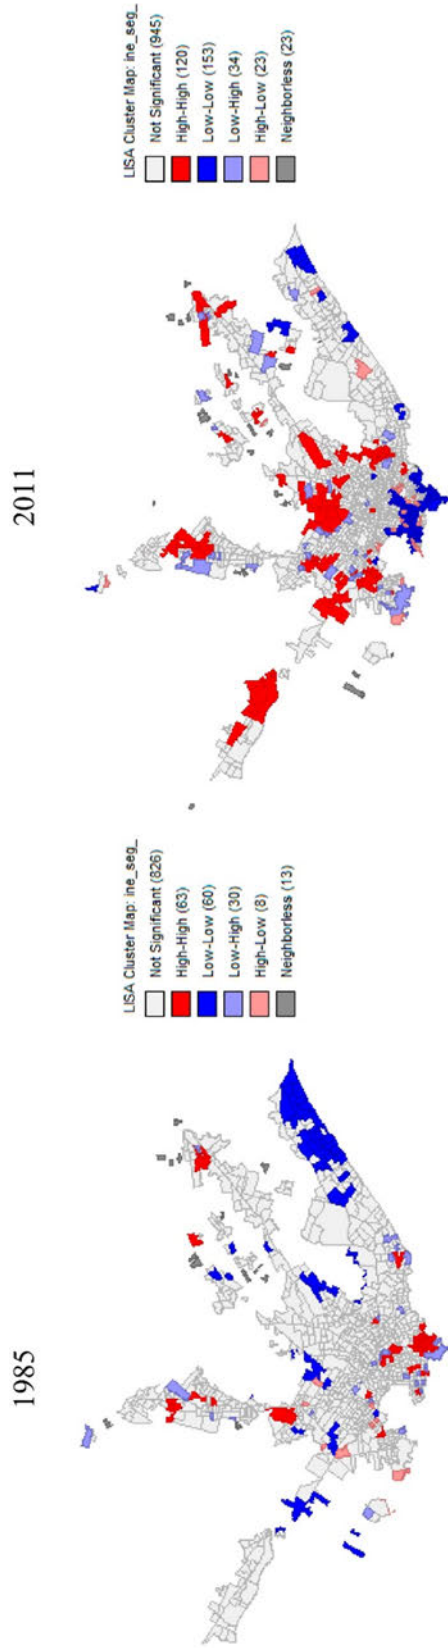 1985
LISA Cluster Map: ine_seg_
Not Significant (826)
High-High (63)
Low-Low (60)
Low-High (30)
High-Low (8)
Neighborless (13)
2011
LISA Cluster Map: ine_seg_
Not Significant (945)
High-High (120)
Low-Low (153)
Low-High (34)
High-Low (23)
Neighborless (23)